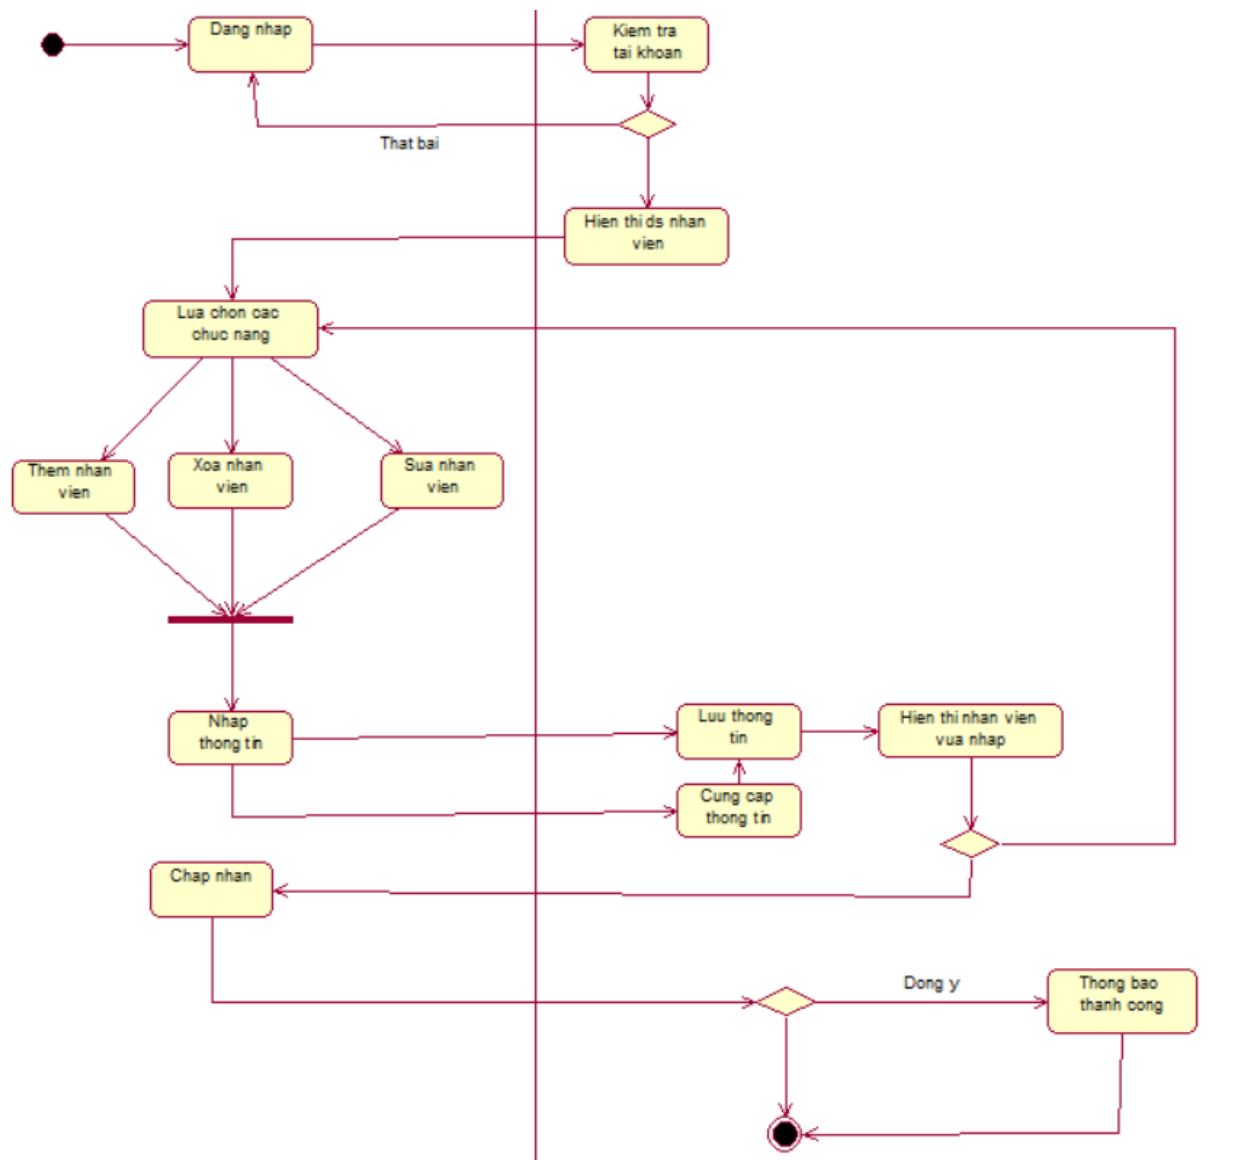 Dang nhap
Kiem tra
tai khoan
That bai
Hien thi ds nhan
vien
Lua chon cac
chuc nang
Them nhan
vien
Xoa nhan
vien
Sua nhan
vien
Nhap
thong tin
Luu thong
tin
Hien thi nhan vien
vua nhap
Cung cap
thong tin
Chap nhan
Dong y
Thong bao
thanh cong